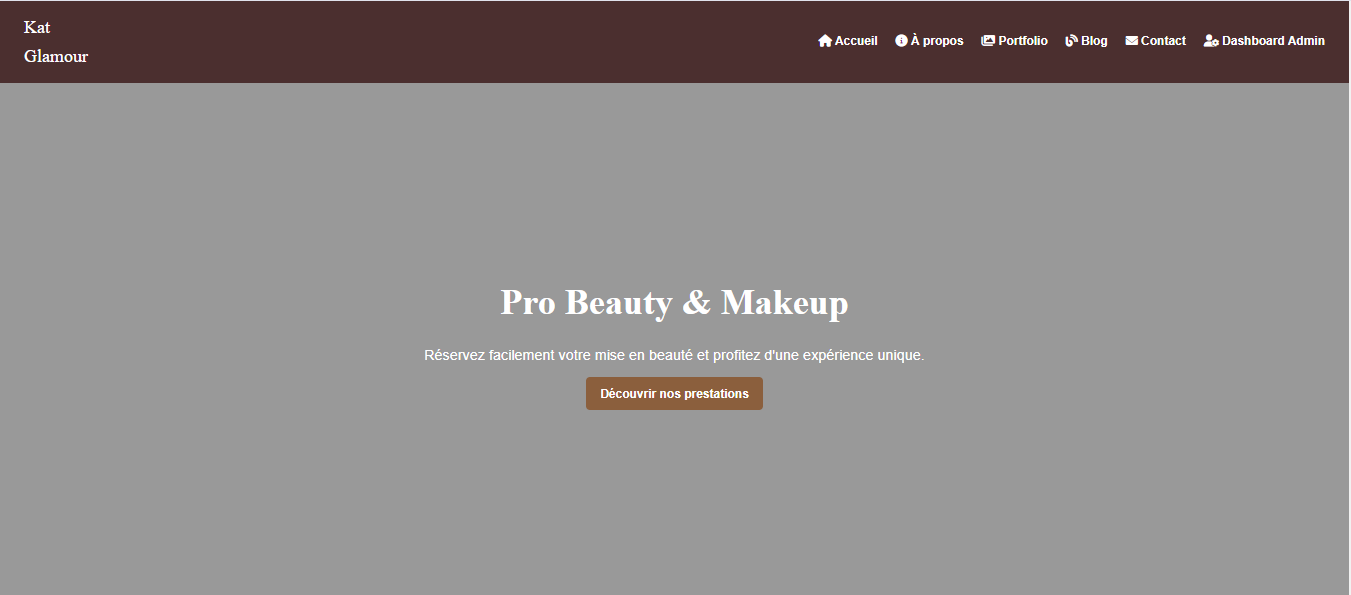 Kat
Glamour
Accueil À propos Portfolio Blog Contact Dashboard Admin
Pro Beauty & Makeup
Réservez facilement votre mise en beauté et profitez d'une expérience unique.
Découvrir nos prestations